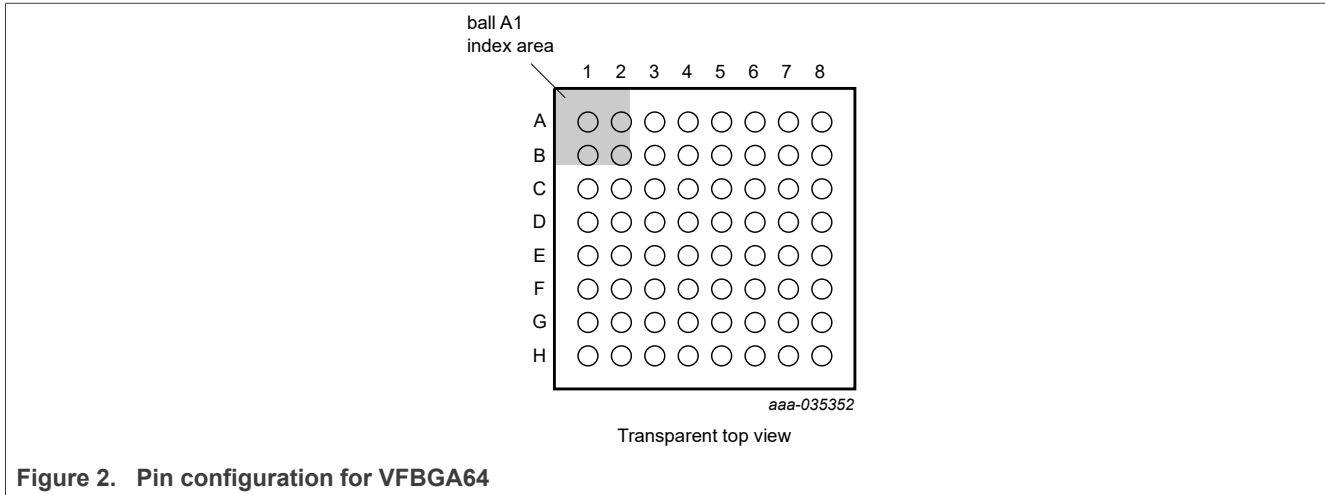 ball A1
index area
1 2 3 4 5 6 7 8
A
B
C
D
E
F
G
H
aaa-035352
Transparent top view
Figure 2. Pin configuration for VFBGA64